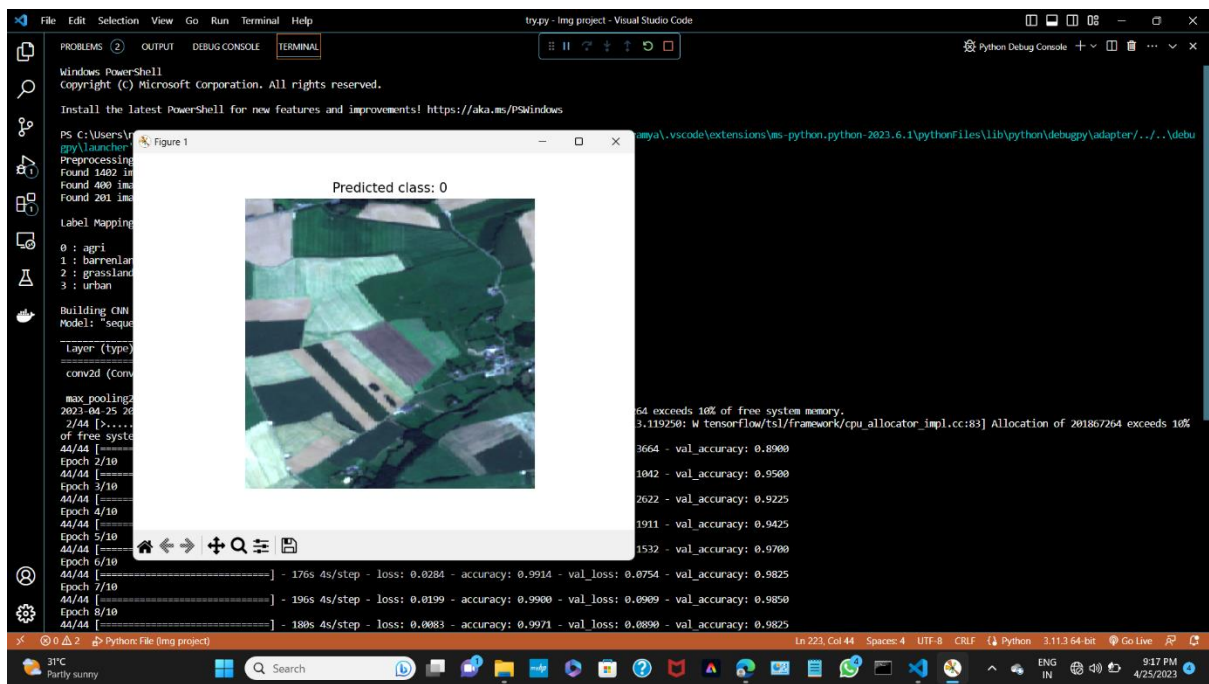 File Edit Selection View Go Run Terminal Help
try.py - Img project - Visual Studio Code
PROBLEMS 2 OUTPUT DEBUG CONSOLE TERMINAL
Python Debug Console
Windows PowerShell
Copyright (C) Microsoft Corporation. All rights reserved.
Install the latest PowerShell for new features and improvements! https://aka.ms/PSWindows
PS C:\Users\
amya\.vscode\extensions\ms-python.python-2023.6.1\pythonFiles\lib\python\debugpy\adapter/../..\debu
gpy\launcher'
Figure 1
Preprocessing
Found 1402 im
Found 400 ima
Found 201 ima
Predicted class: 0
Label Mapping
0 : agri
1 : barrenlan
2 : grassland
3 : urban
Building CNN
Model: "seque
Layer (type)
conv2d (Conv
max_pooling2
2023-04-25 20
64 exceeds 10% of free system memory.
2/44 [>.....
3.119250: W tensorflow/tsl/framework/cpu_allocator_impl.cc:83] Allocation of 201867264 exceeds 10%
of free syste
44/44 [=====
3664 - val_accuracy: 0.8900
Epoch 2/10
44/44 [=====
1042 - val_accuracy: 0.9500
Epoch 3/10
44/44 [=====
2622 - val_accuracy: 0.9225
Epoch 4/10
44/44 [=====
1911 - val_accuracy: 0.9425
Epoch 5/10
44/44 [=====
1532 - val_accuracy: 0.9700
Epoch 6/10
44/44 [==============================] - 176s 4s/step - loss: 0.0284 - accuracy: 0.9914 - val_loss: 0.0754 - val_accuracy: 0.9825
Epoch 7/10
44/44 [==============================] - 196s 4s/step - loss: 0.0199 - accuracy: 0.9900 - val_loss: 0.0909 - val_accuracy: 0.9850
Epoch 8/10
44/44 [==============================] - 180s 4s/step - loss: 0.0083 - accuracy: 0.9971 - val_loss: 0.0890 - val_accuracy: 0.9825
0 2 Python: File (Img project)
Ln 223, Col 44 Spaces: 4 UTF-8 CRLF Python 3.11.3 64-bit Go Live
31°C
Partly sunny
Search
ENG
IN
9:17 PM
4/25/2023